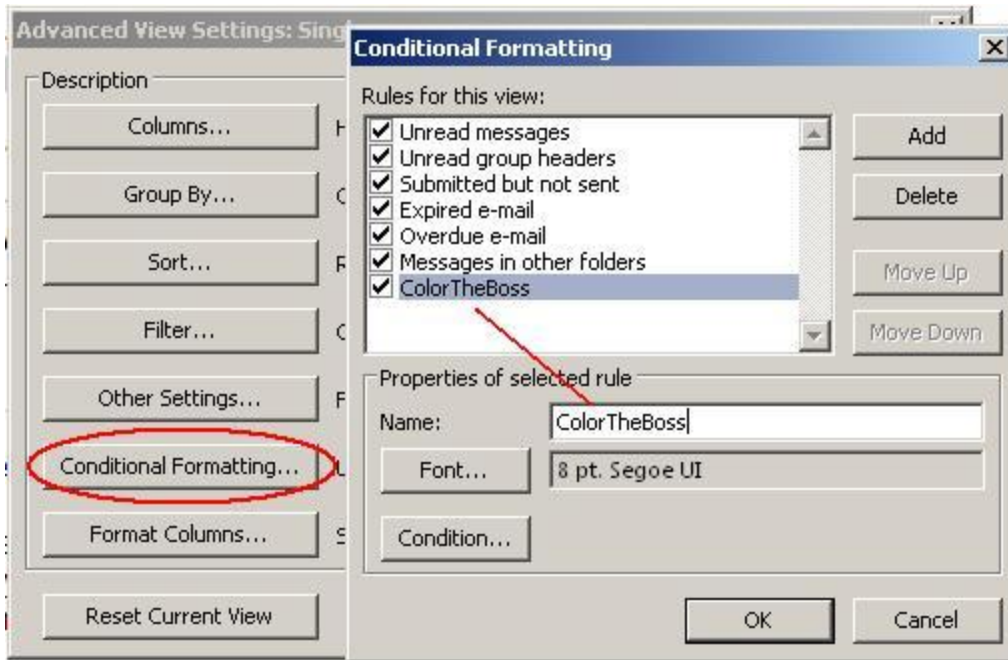 Advanced View Settings: Sing
Description
Columns...
Group By...
Sort...
Filter...
Other Settings...
Conditional Formatting...
Format Columns...
Reset Current View
Conditional Formatting
Rules for this view:
Unread messages
Unread group headers
Submitted but not sent
Expired e-mail
Overdue e-mail
Messages in other folders
ColorTheBoss
Add
Delete
Move Up
Move Down
Properties of selected rule
Name:
ColorTheBoss
Font...
8 pt. Segoe UI
Condition...
OK
Cancel